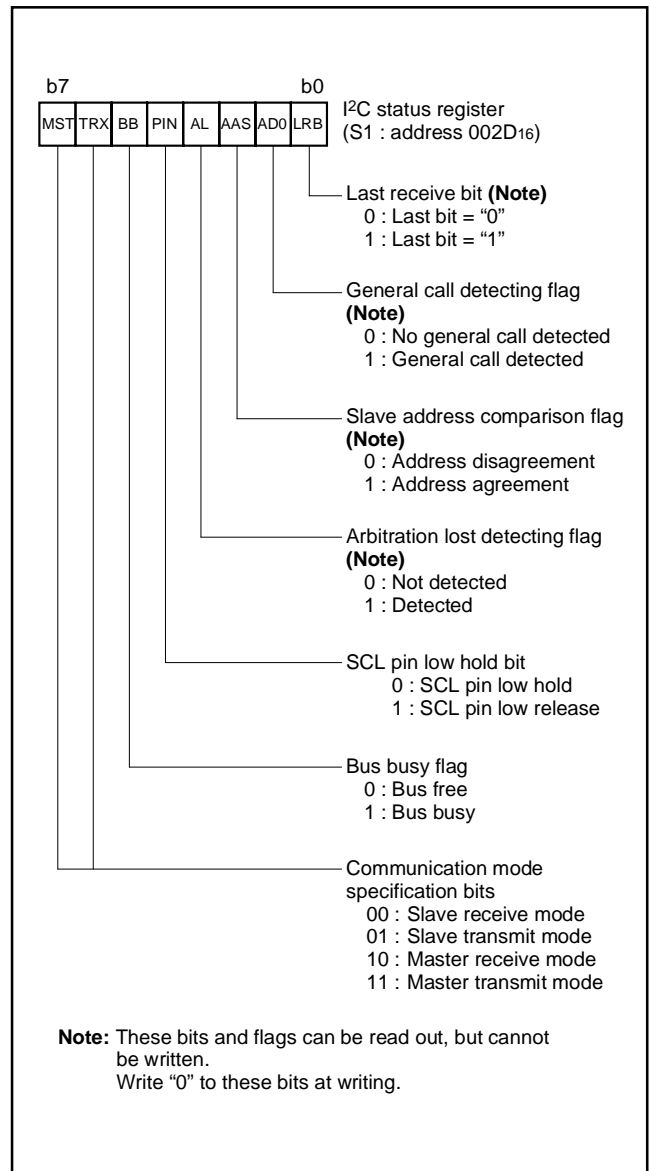 b7 b0
MST TRX BB PIN AL AAS AD0 LRB
I2C status register
(S1 : address 002D16)
Last receive bit (Note)
0 : Last bit = “0”
1 : Last bit = “1”
General call detecting flag
(Note)
0 : No general call detected
1 : General call detected
Slave address comparison flag
(Note)
0 : Address disagreement
1 : Address agreement
Arbitration lost detecting flag
(Note)
0 : Not detected
1 : Detected
SCL pin low hold bit
0 : SCL pin low hold
1 : SCL pin low release
Bus busy flag
0 : Bus free
1 : Bus busy
Communication mode
specification bits
00 : Slave receive mode
01 : Slave transmit mode
10 : Master receive mode
11 : Master transmit mode
Note: These bits and flags can be read out, but cannot
be written.
Write “0” to these bits at writing.